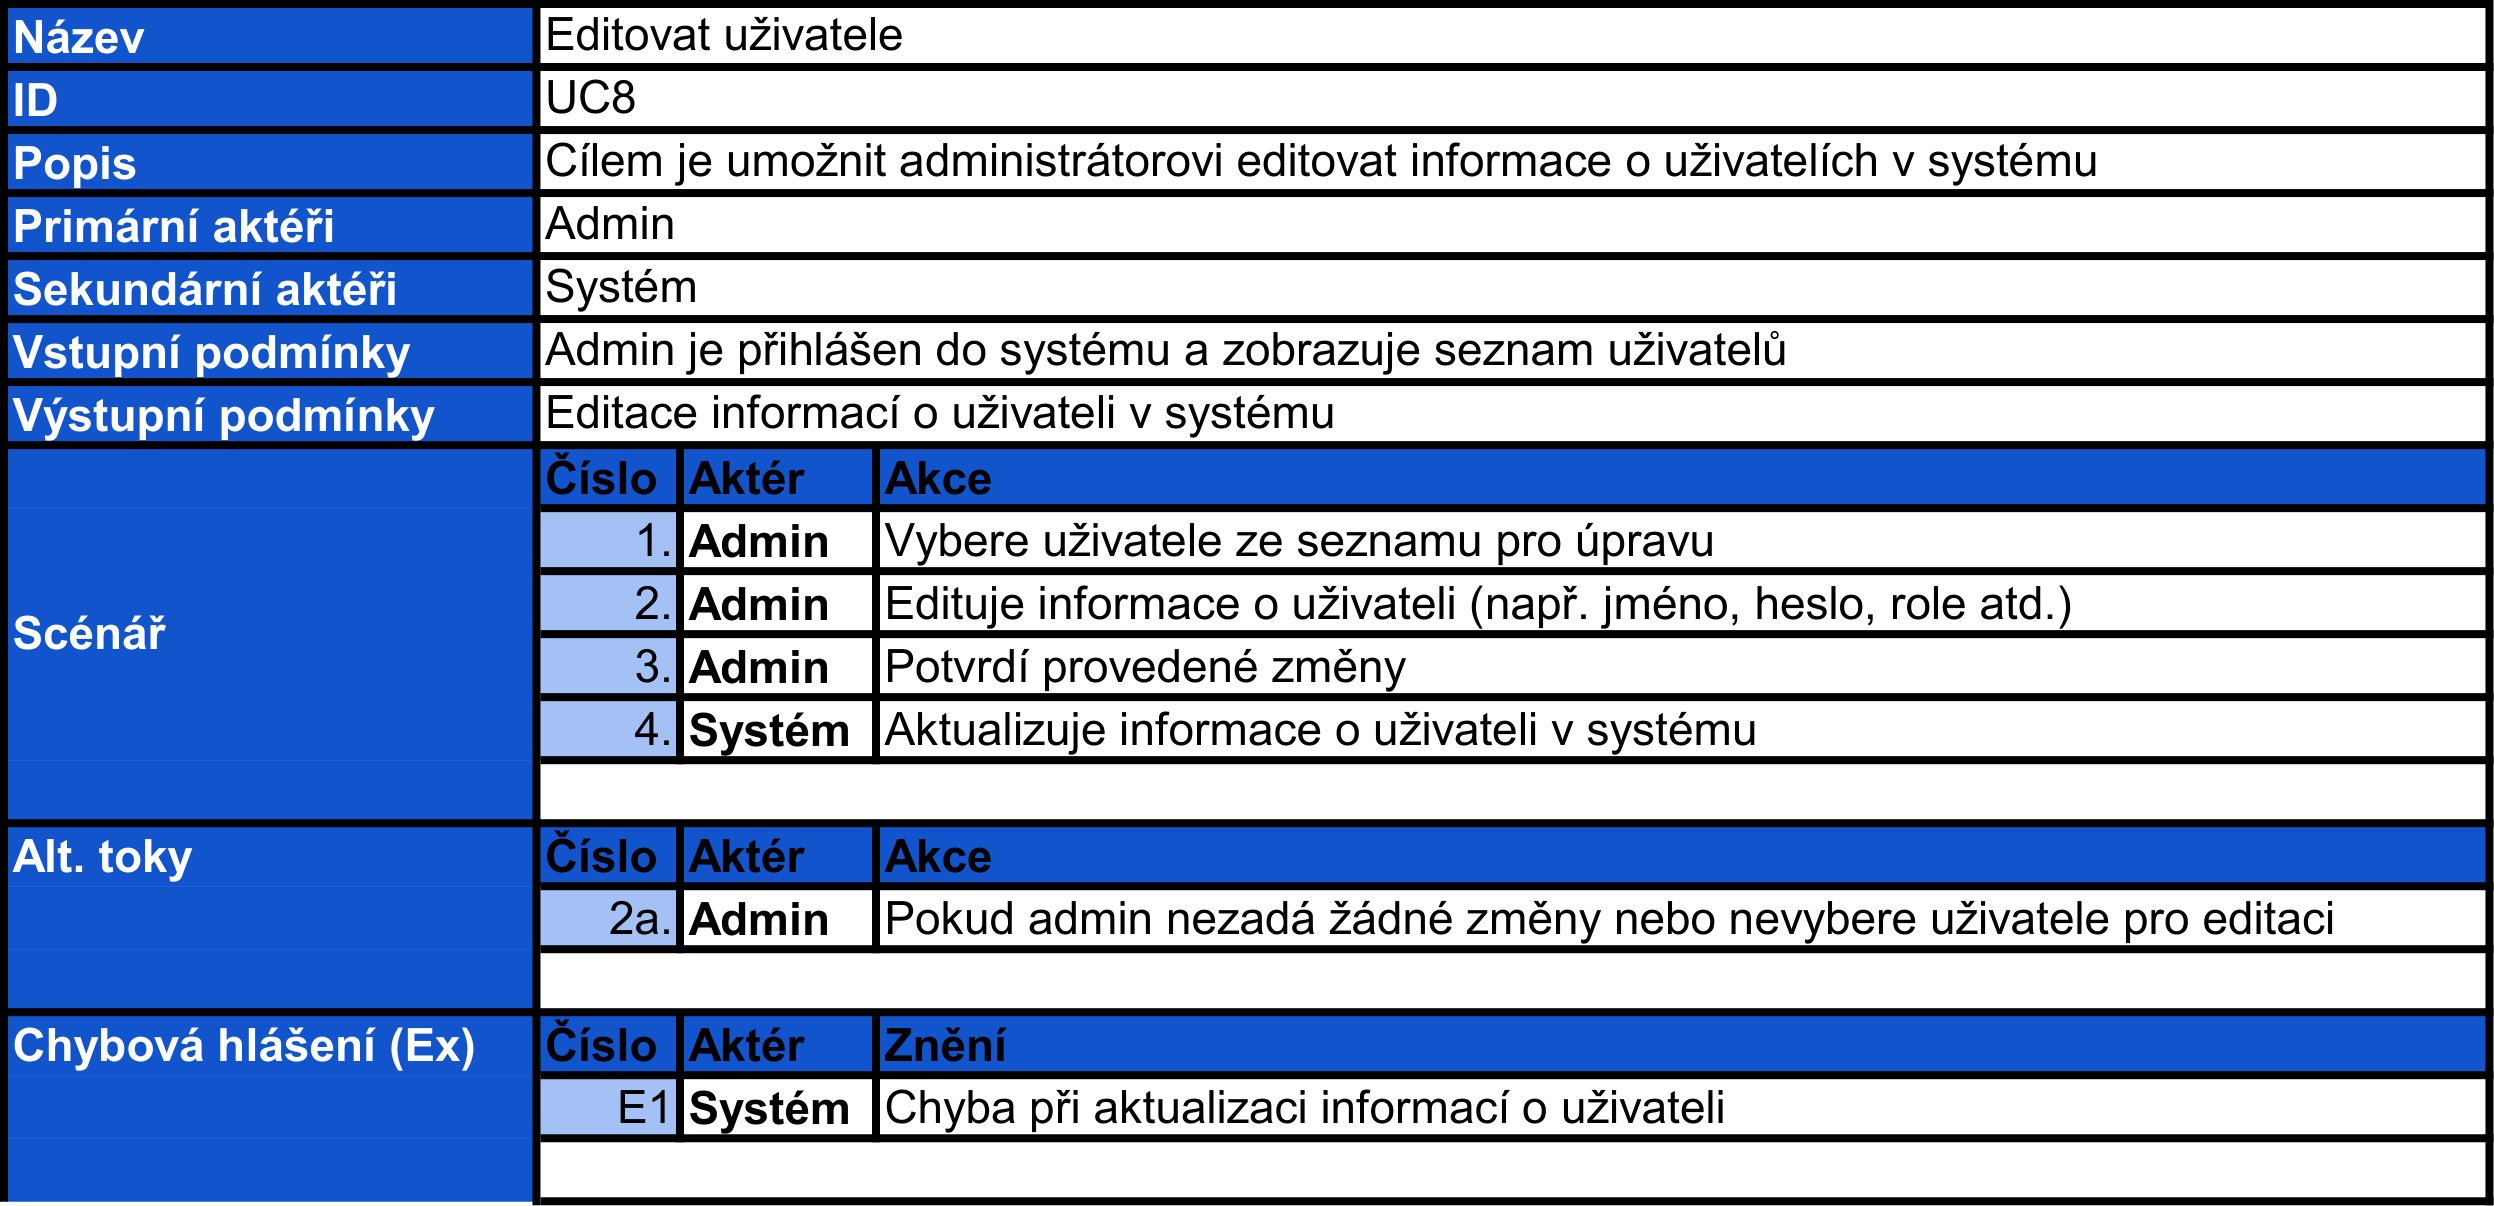 Název Editovat uživatele
ID UC8
Popis Cílem je umožnit administrátorovi editovat informace o uživatelích v systému
Primární aktéři Admin
Sekundární aktéři Systém
Vstupní podmínky Admin je přihlášen do systému a zobrazuje seznam uživatelů
Výstupní podmínky Editace informací o uživateli v systému
Scénář
Číslo Aktér Akce
1. Admin Vybere uživatele ze seznamu pro úpravu
2. Admin Edituje informace o uživateli (např. jméno, heslo, role atd.)
3. Admin Potvrdí provedené změny
4. Systém Aktualizuje informace o uživateli v systému
Alt. toky Číslo Aktér Akce
2a. Admin Pokud admin nezadá žádné změny nebo nevybere uživatele pro editaci
Chybová hlášení (Ex) Číslo Aktér Znění
E1 Systém Chyba při aktualizaci informací o uživateli